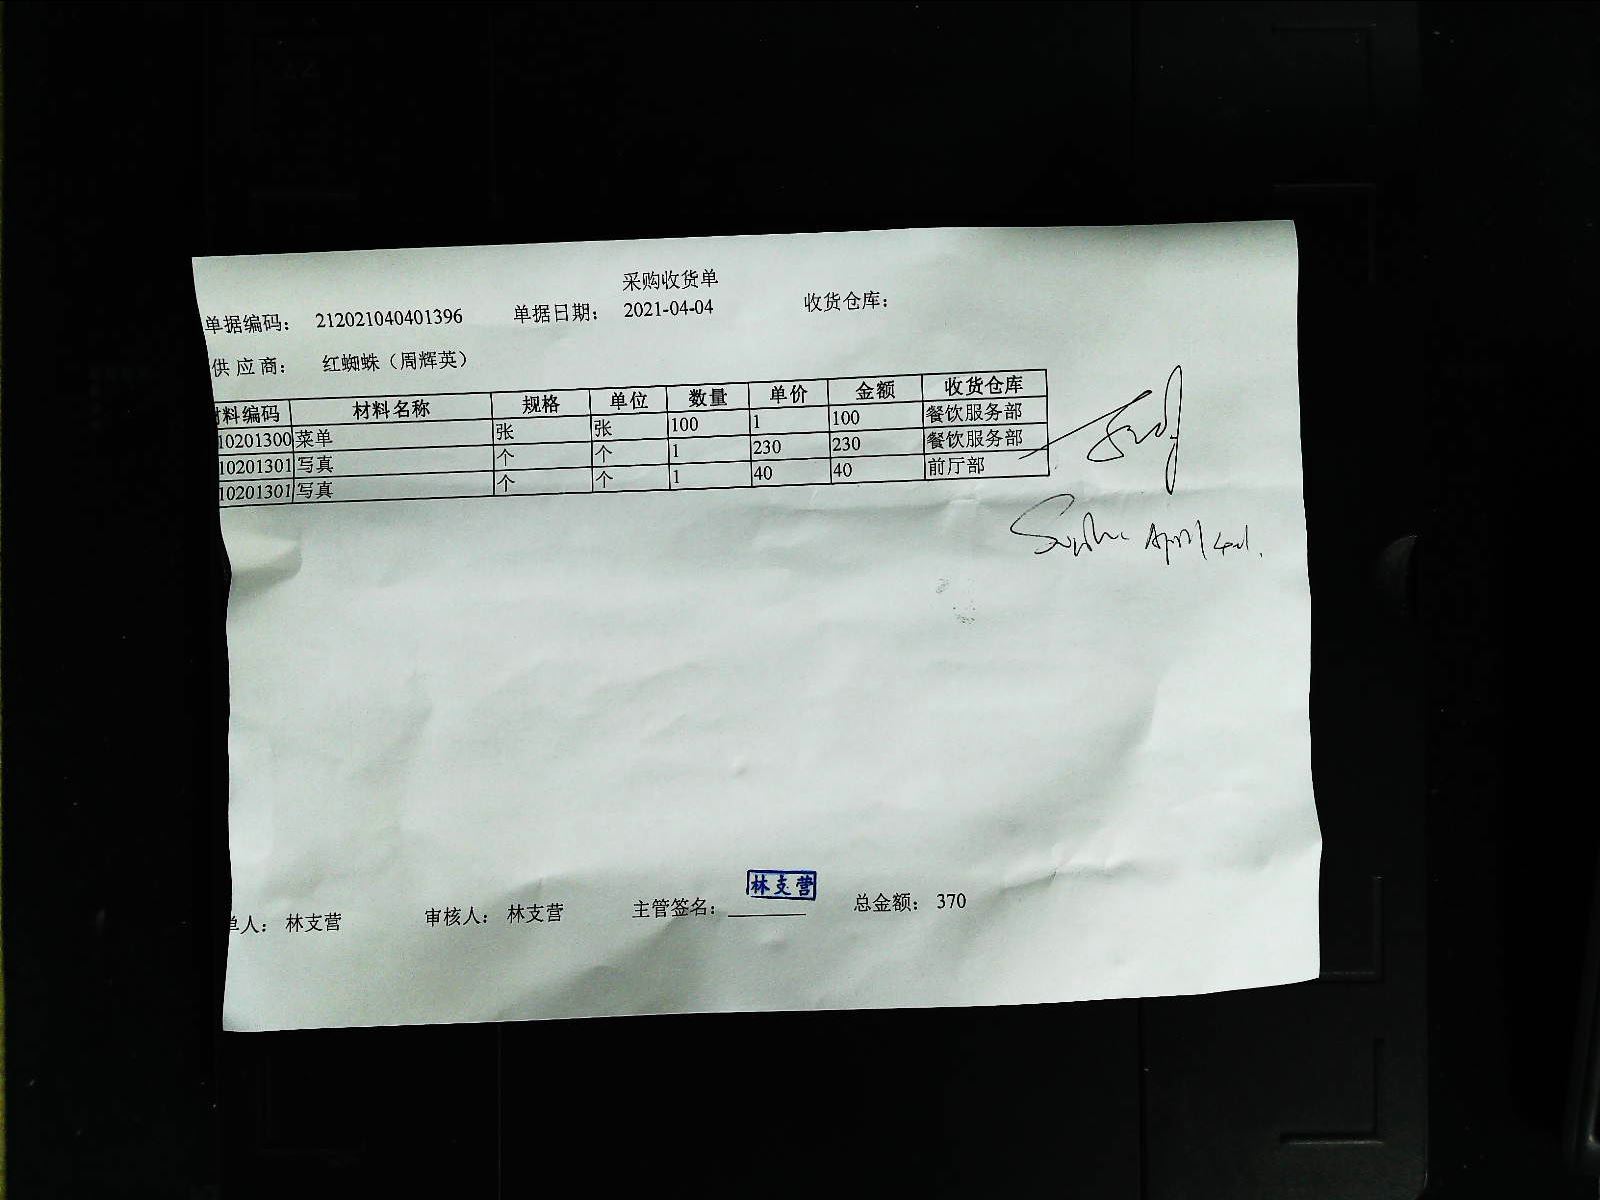 采购收货单
单据编码： 212021040401396 单据日期： 2021-04-04 收货仓库：
供应商： 红蜘蛛（周辉英）
材料编码 材料名称 规格 单位 数量 单价 金额 收货仓库
10201300 菜单 张 张 100 1 100 餐饮服务部
10201301 写真 个 个 1 230 230 餐饮服务部
10201301 写真 个 个 1 40 40 前厅部
April
林支营
单人： 林支营 审核人： 林支营 主管签名： 总金额： 370